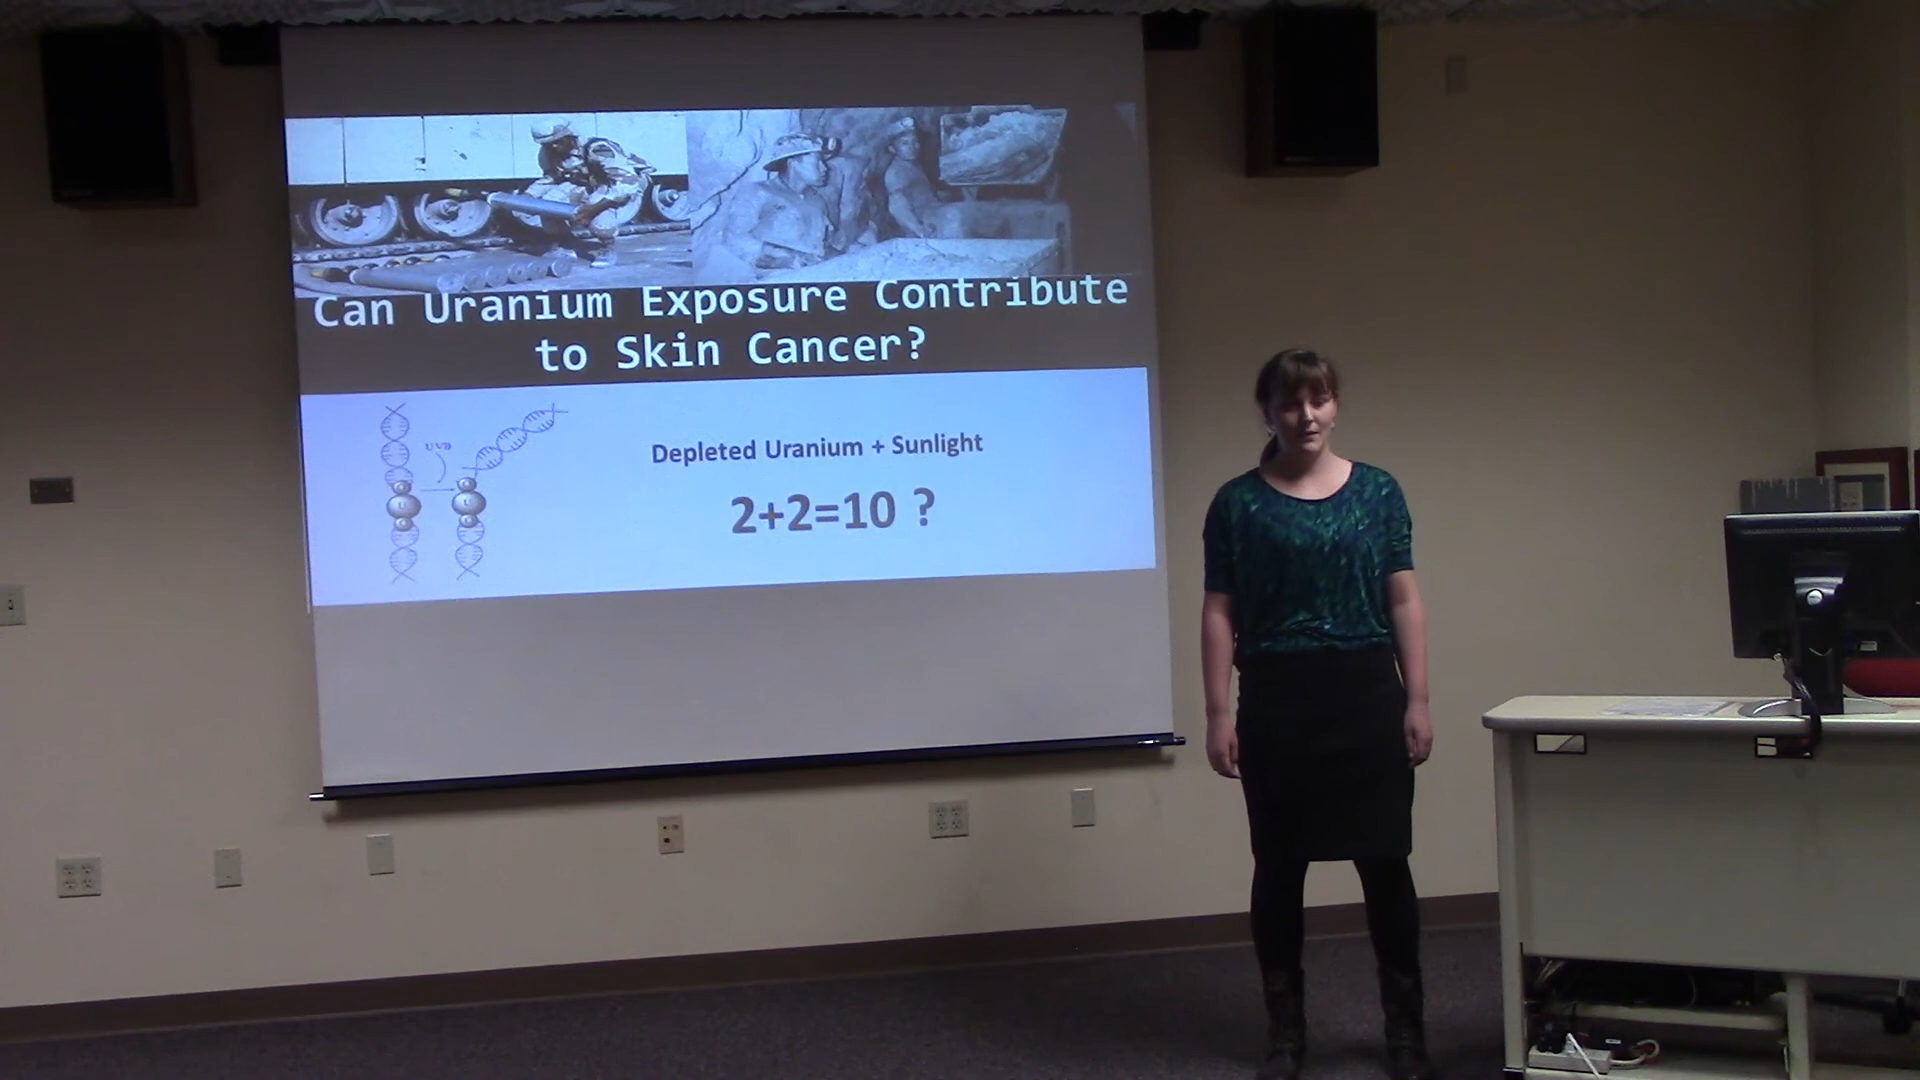 Can Uranium Exposure Contribute
to Skin Cancer?
UVB
Depleted Uranium + Sunlight
U
U
2+2=10 ?